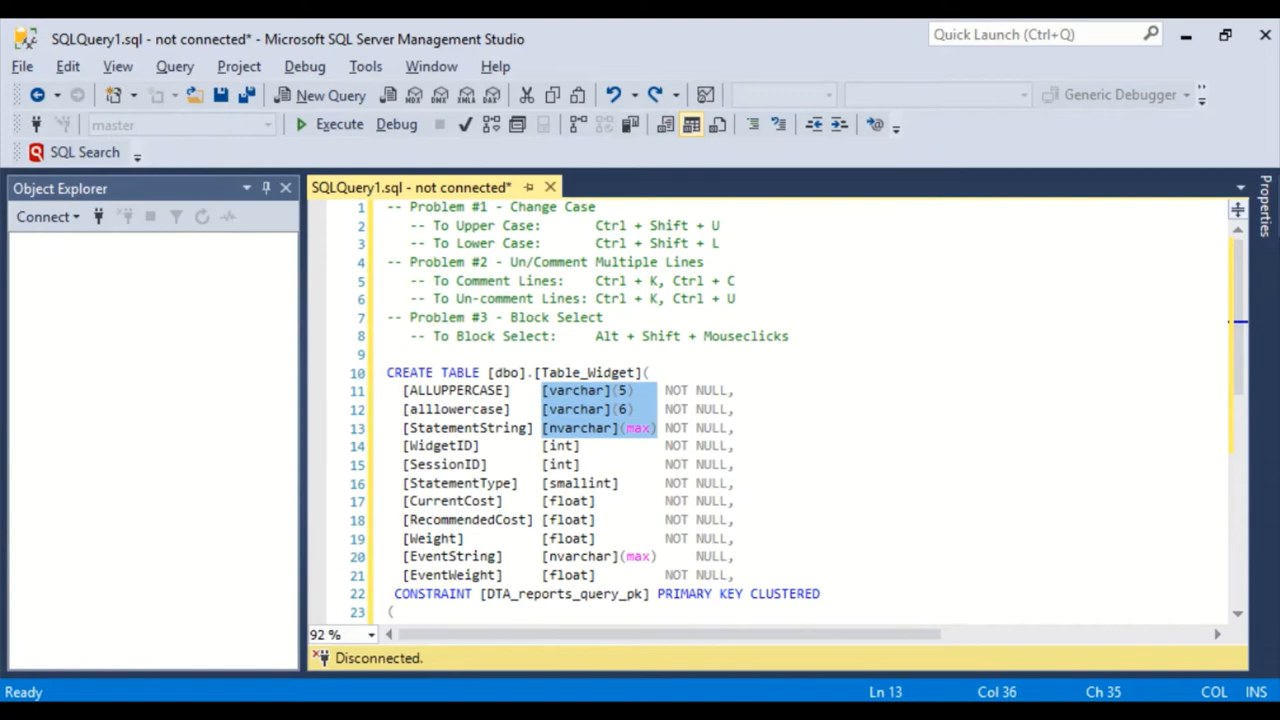 SQLQuery1.sql - not connected* - Microsoft SQL Server Management Studio
Quick Launch (Ctrl+Q)
File Edit View Query Project Debug Tools Window Help
New Query MDX DMX XMLA DAX Generic Debugger
master Execute Debug
SQL Search
Object Explorer
SQLQuery1.sql - not connected*
Properties
Connect
1 -- Problem #1 - Change Case
2 -- To Upper Case: Ctrl + Shift + U
3 -- To Lower Case: Ctrl + Shift + L
4 -- Problem #2 - Un/Comment Multiple Lines
5 -- To Comment Lines: Ctrl + K, Ctrl + C
6 -- To Un-comment Lines: Ctrl + K, Ctrl + U
7 -- Problem #3 - Block Select
8 -- To Block Select: Alt + Shift + Mouseclicks
9
10 CREATE TABLE [dbo].[Table_Widget](
11 [ALLUPPERCASE] [varchar](5) NOT NULL,
12 [alllowercase] [varchar](6) NOT NULL,
13 [StatementString] [nvarchar](max) NOT NULL,
14 [WidgetID] [int] NOT NULL,
15 [SessionID] [int] NOT NULL,
16 [StatementType] [smallint] NOT NULL,
17 [CurrentCost] [float] NOT NULL,
18 [RecommendedCost] [float] NOT NULL,
19 [Weight] [float] NOT NULL,
20 [EventString] [nvarchar](max) NULL,
21 [EventWeight] [float] NOT NULL,
22 CONSTRAINT [DTA_reports_query_pk] PRIMARY KEY CLUSTERED
23 (
92 %
Disconnected.
Ready Ln 13 Col 36 Ch 35 COL INS